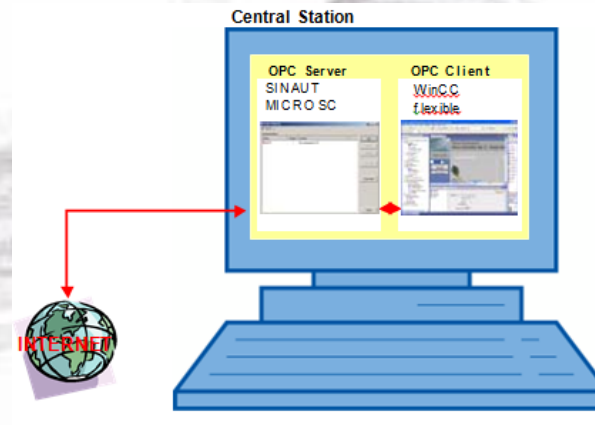 Central Station
OPC Server
SINAUT
MICRO SC
OPC Client
WinCC
flexible
INTERNET